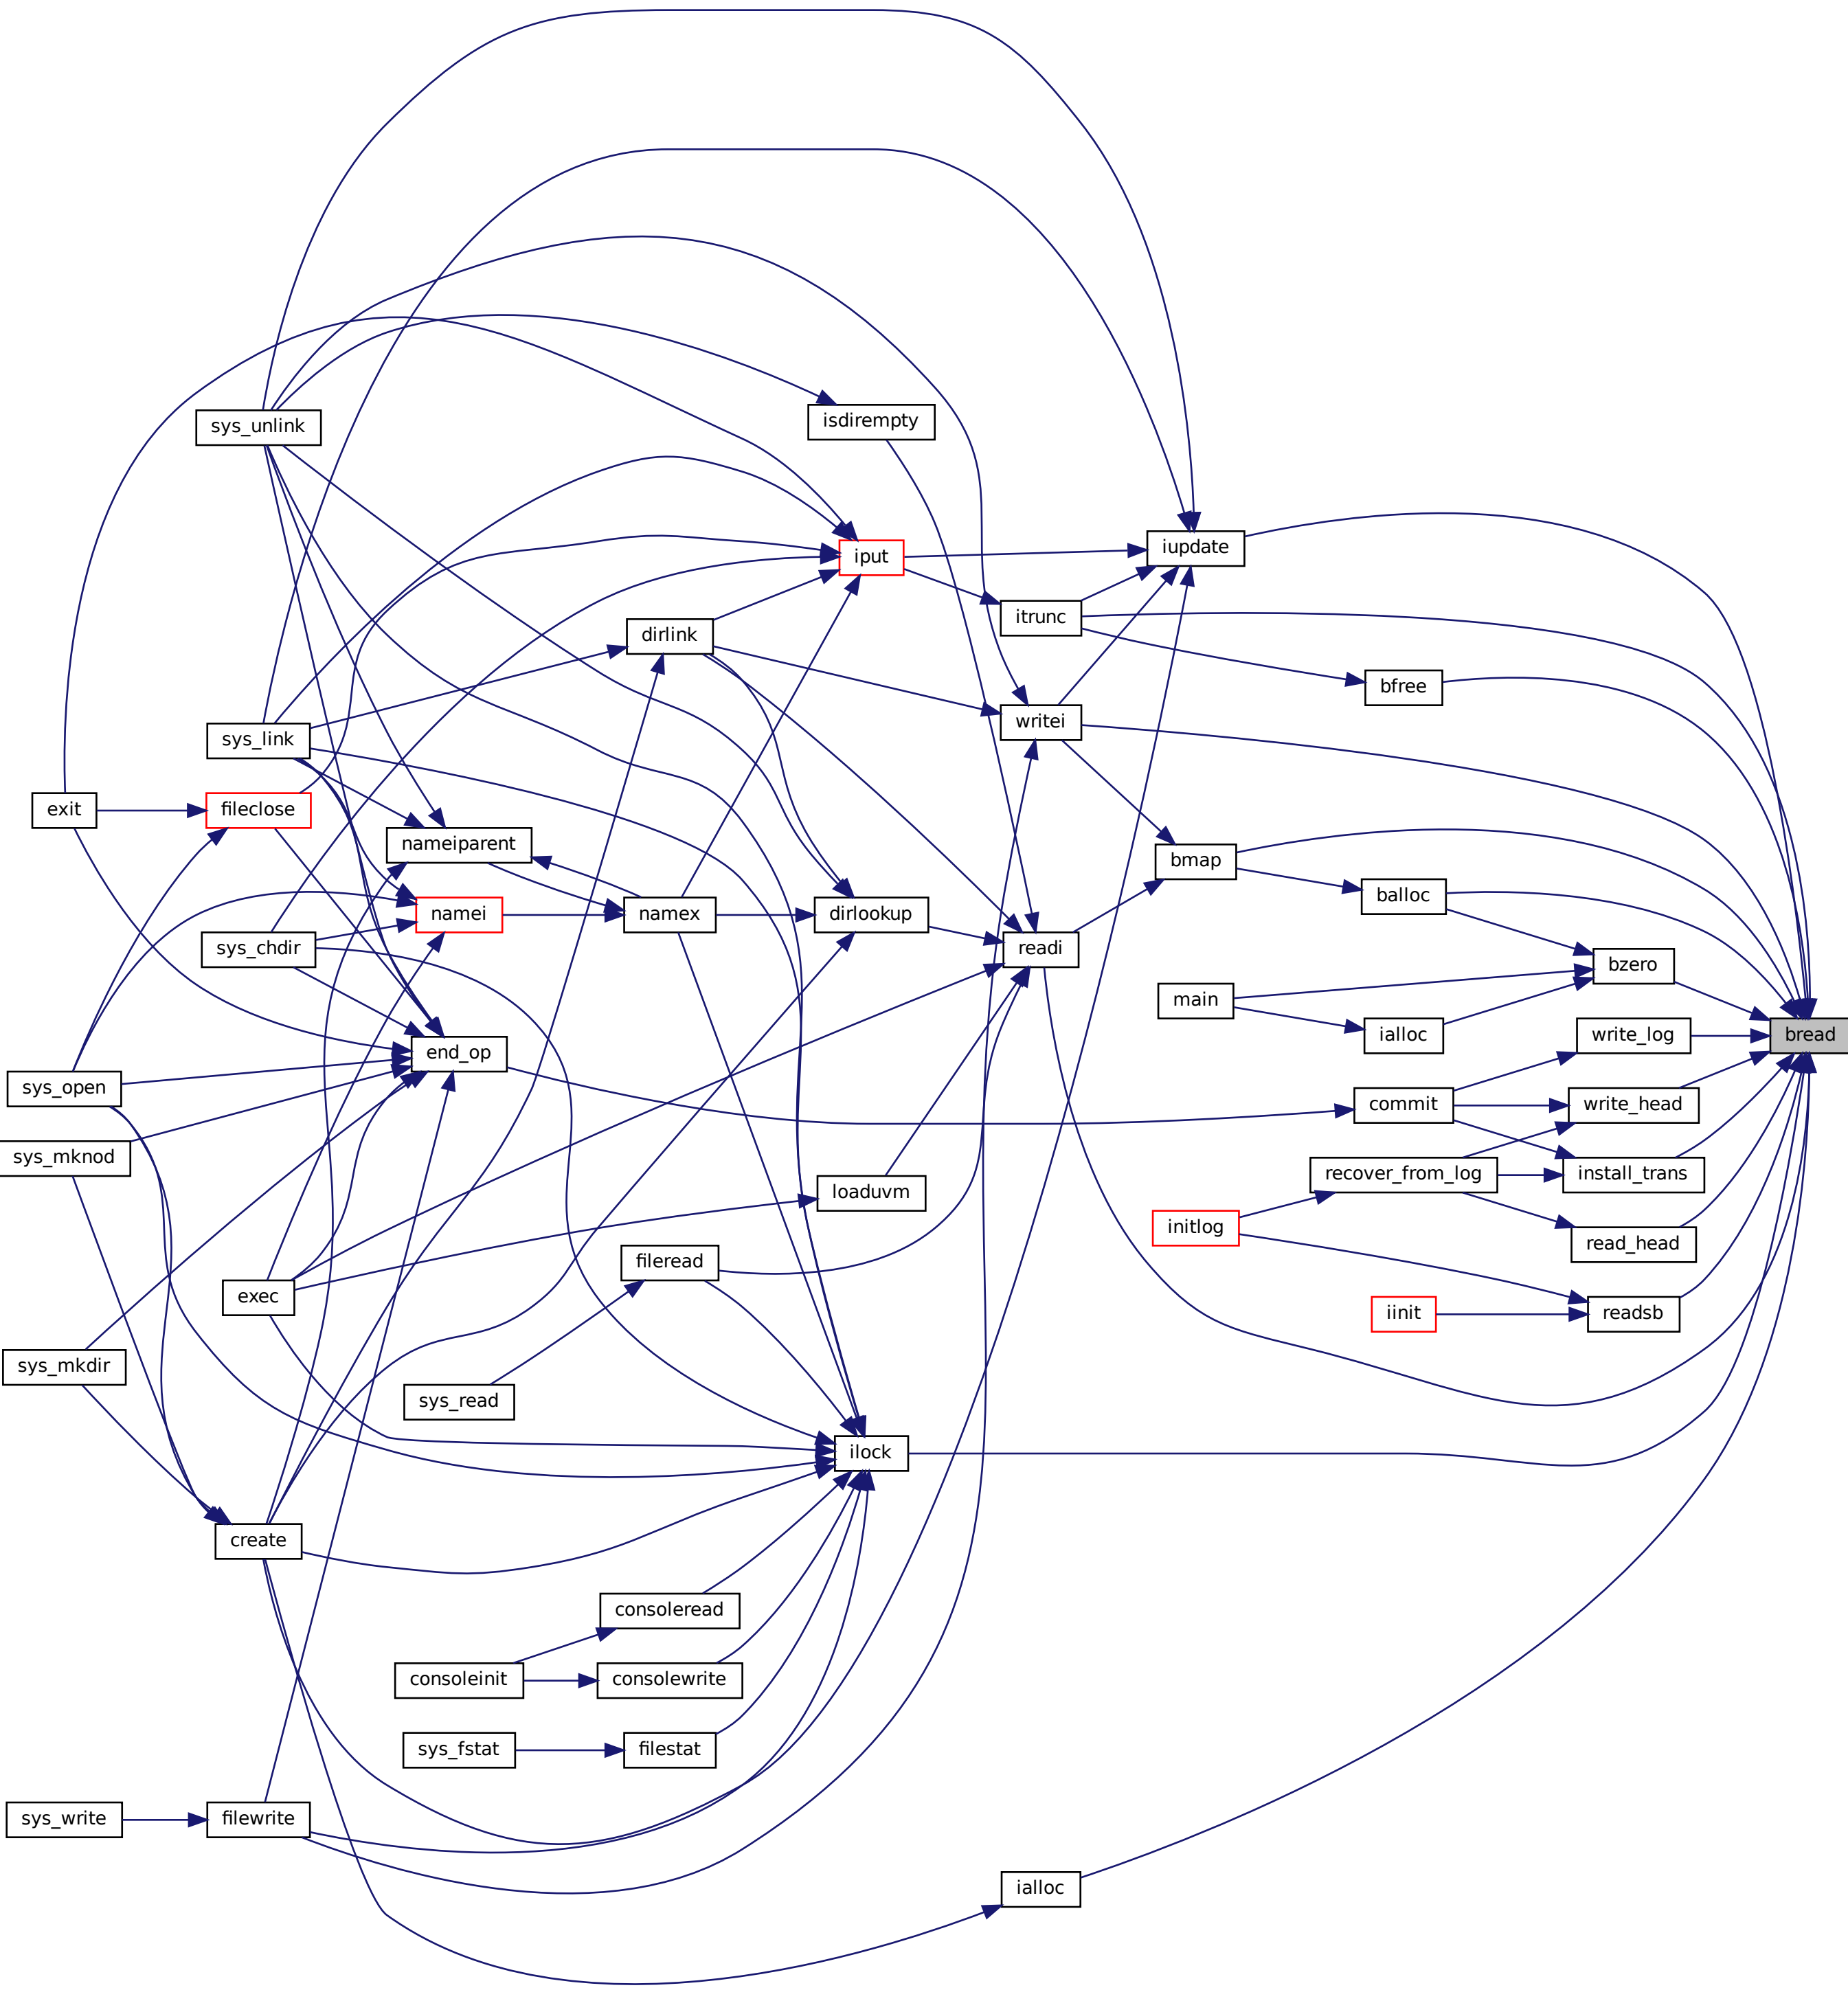 sys_unlink
isdirempty
iupdate
iput
itrunc
dirlink
bfree
writei
sys_link
exit
fileclose
nameiparent
bmap
balloc
namei
namex
dirlookup
sys_chdir
readi
bzero
main
ialloc
write_log
bread
end_op
sys_open
commit
write_head
sys_mknod
recover_from_log
install_trans
loaduvm
initlog
read_head
fileread
exec
iinit
readsb
sys_mkdir
sys_read
ilock
create
consoleread
consoleinit
consolewrite
sys_fstat
filestat
sys_write
filewrite
ialloc